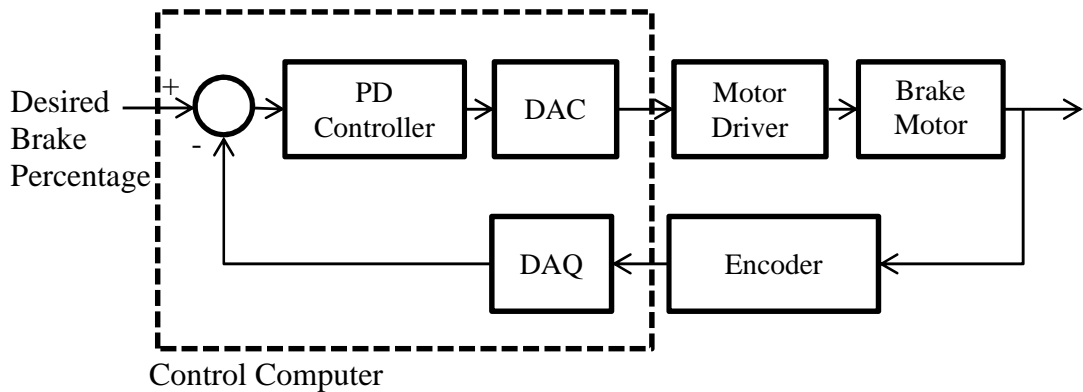 +
Desired
Brake
Percentage
-
PD
Controller
DAC
Motor
Driver
Brake
Motor
DAQ
Encoder
Control Computer